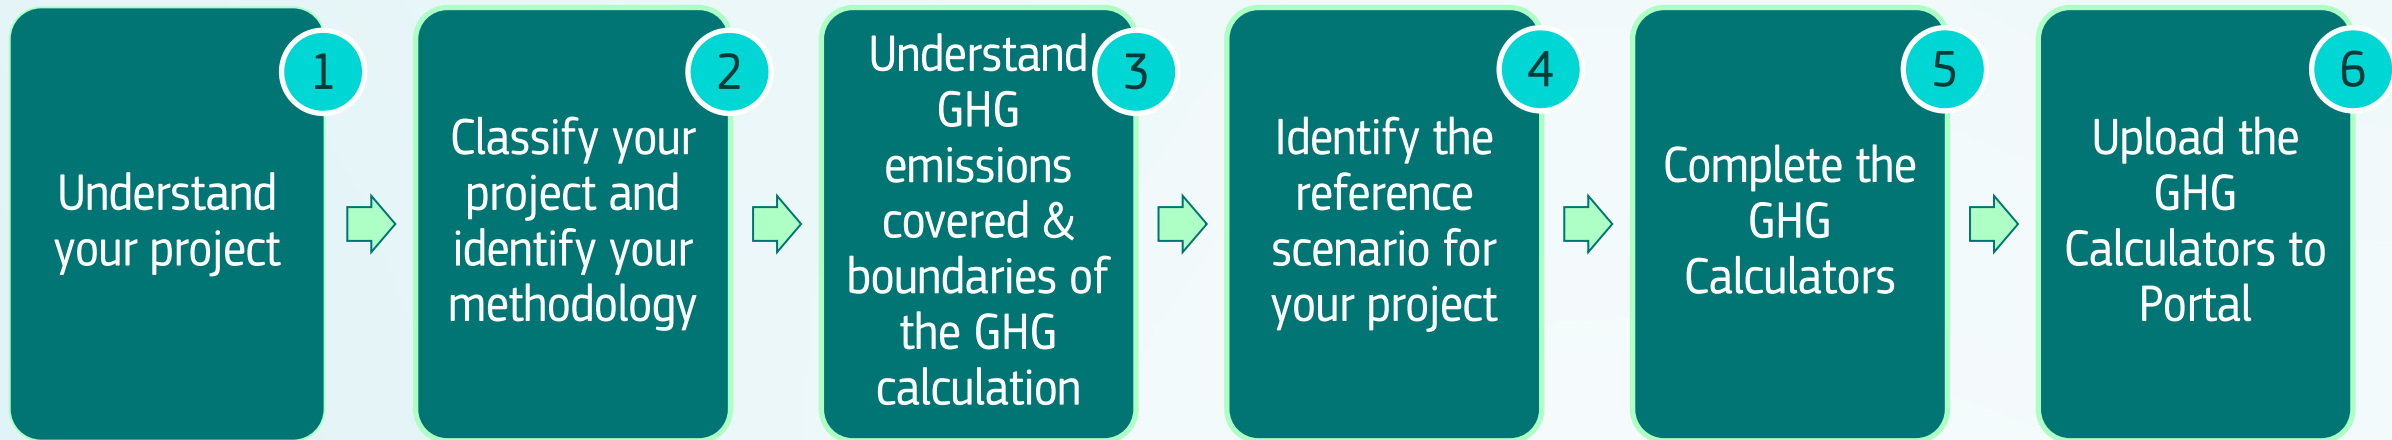 1
Understand
your project
2
Classify your
project and
identify your
methodology
3
Understand
GHG
emissions
covered &
boundaries of
the GHG
calculation
4
Identify the
reference
scenario for
your project
5
Complete the
GHG
Calculators
6
Upload the
GHG
Calculators to
Portal